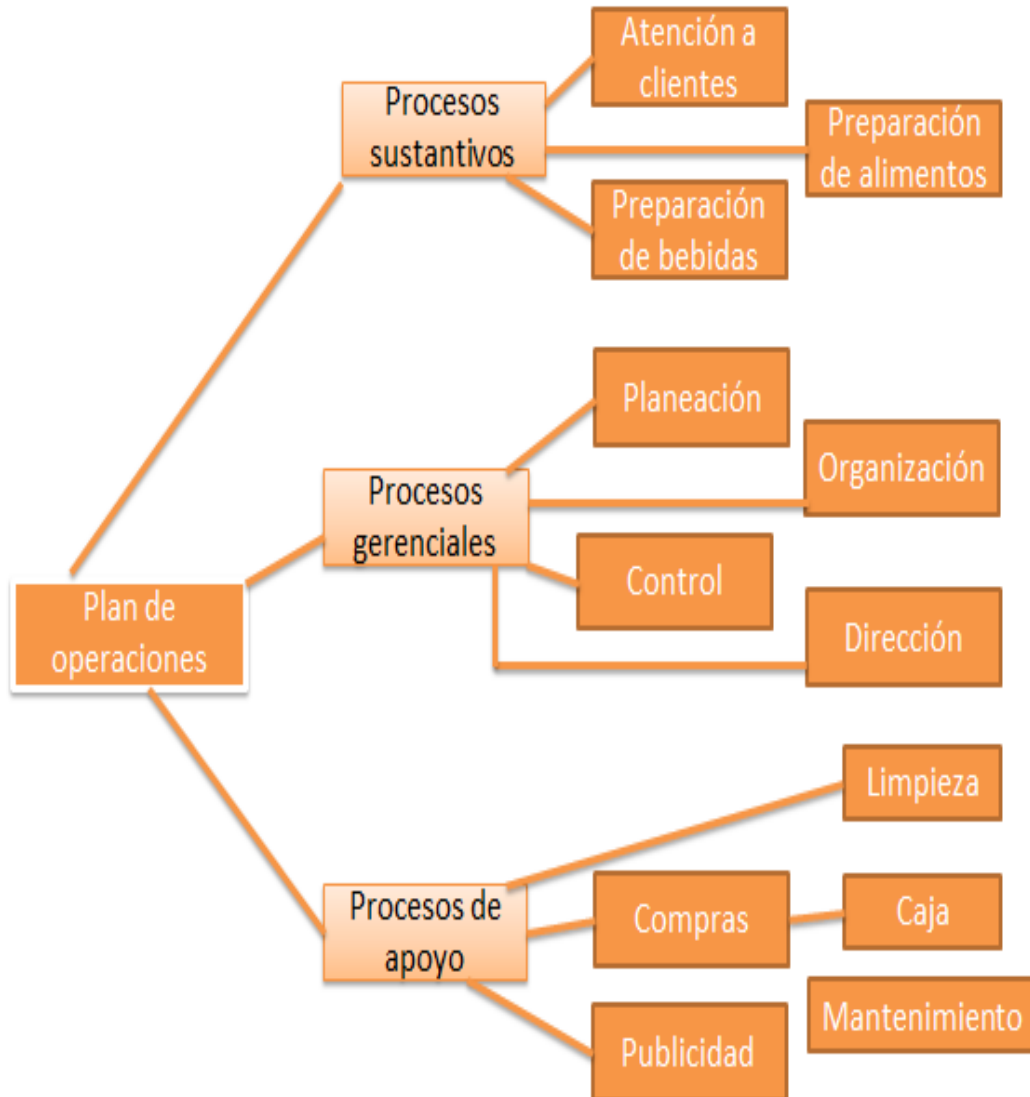 Atención a
clientes
Procesos
sustantivos
Preparación
de alimentos
Preparación
de bebidas
Planeación
Organización
Procesos
gerenciales
Control
Dirección
Plan de
operaciones
Limpieza
Procesos de
apoyo
Compras
Caja
Mantenimiento
Publicidad